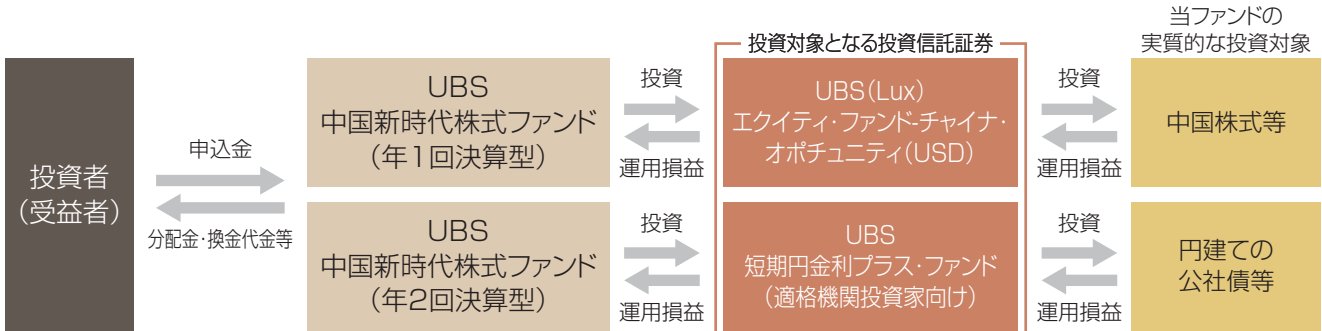 投資者
(受益者)
申込金
分配金・換金代金等
UBS
中国新時代株式ファンド
(年1回決算型)
UBS
中国新時代株式ファンド
(年2回決算型)
投資
運用損益
投資
運用損益
投資対象となる投資信託証券
UBS(Lux)
エクイティ・ファンド-チャイナ・
オポチュニティ(USD)
UBS
短期円金利プラス・ファンド
(適格機関投資家向け)
投資
運用損益
投資
運用損益
当ファンドの
実質的な投資対象
中国株式等
円建ての
公社債等